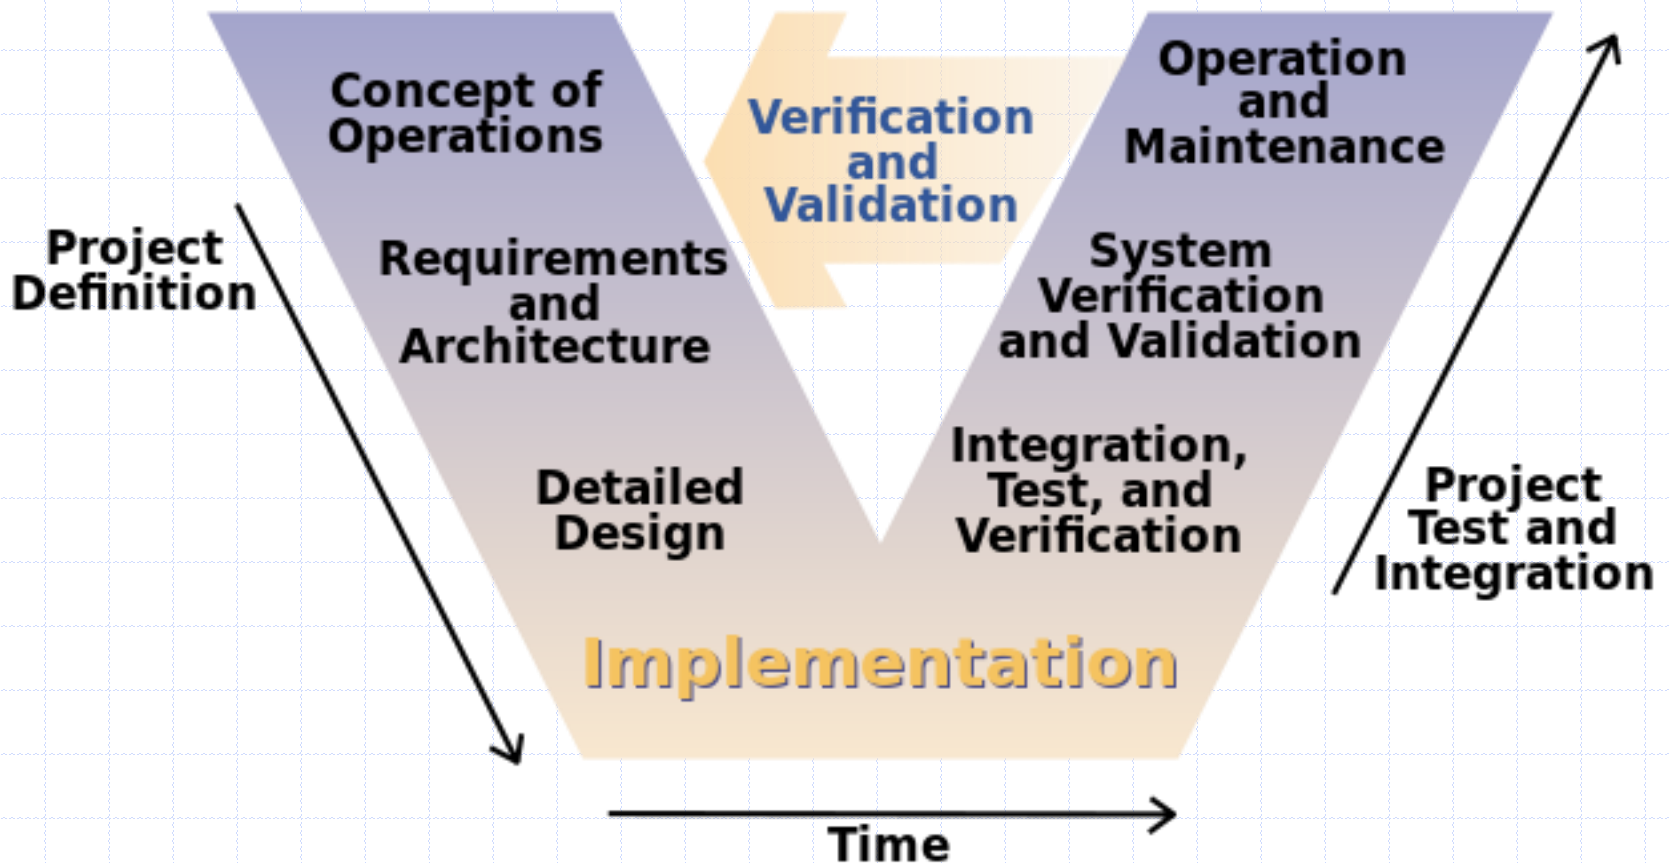 Concept of
Operations
Verification
and
Validation
Operation
and
Maintenance
Project
Definition
Requirements
and
Architecture
System
Verification
and Validation
Detailed
Design
Integration,
Test, and
Verification
Project
Test and
Integration
Implementation
Time